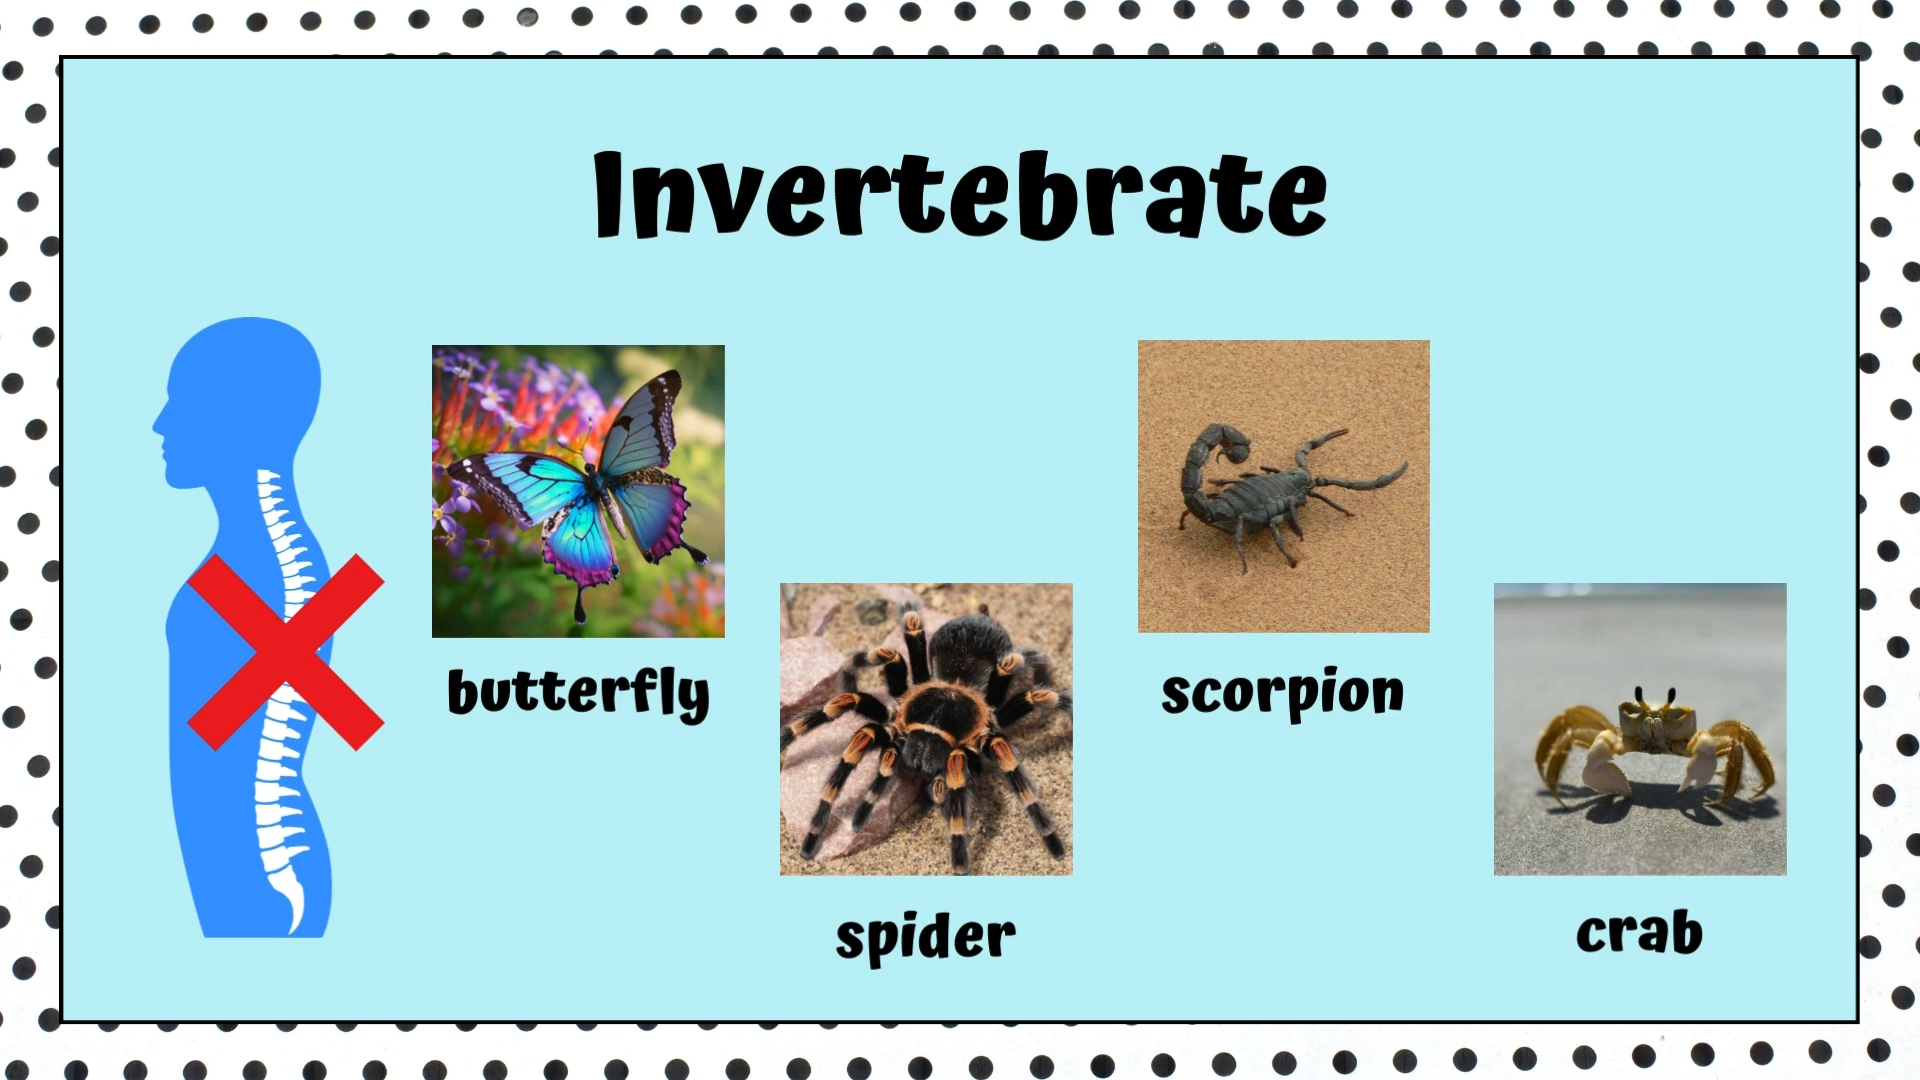 Invertebrate
butterfly
spider
scorpion
crab